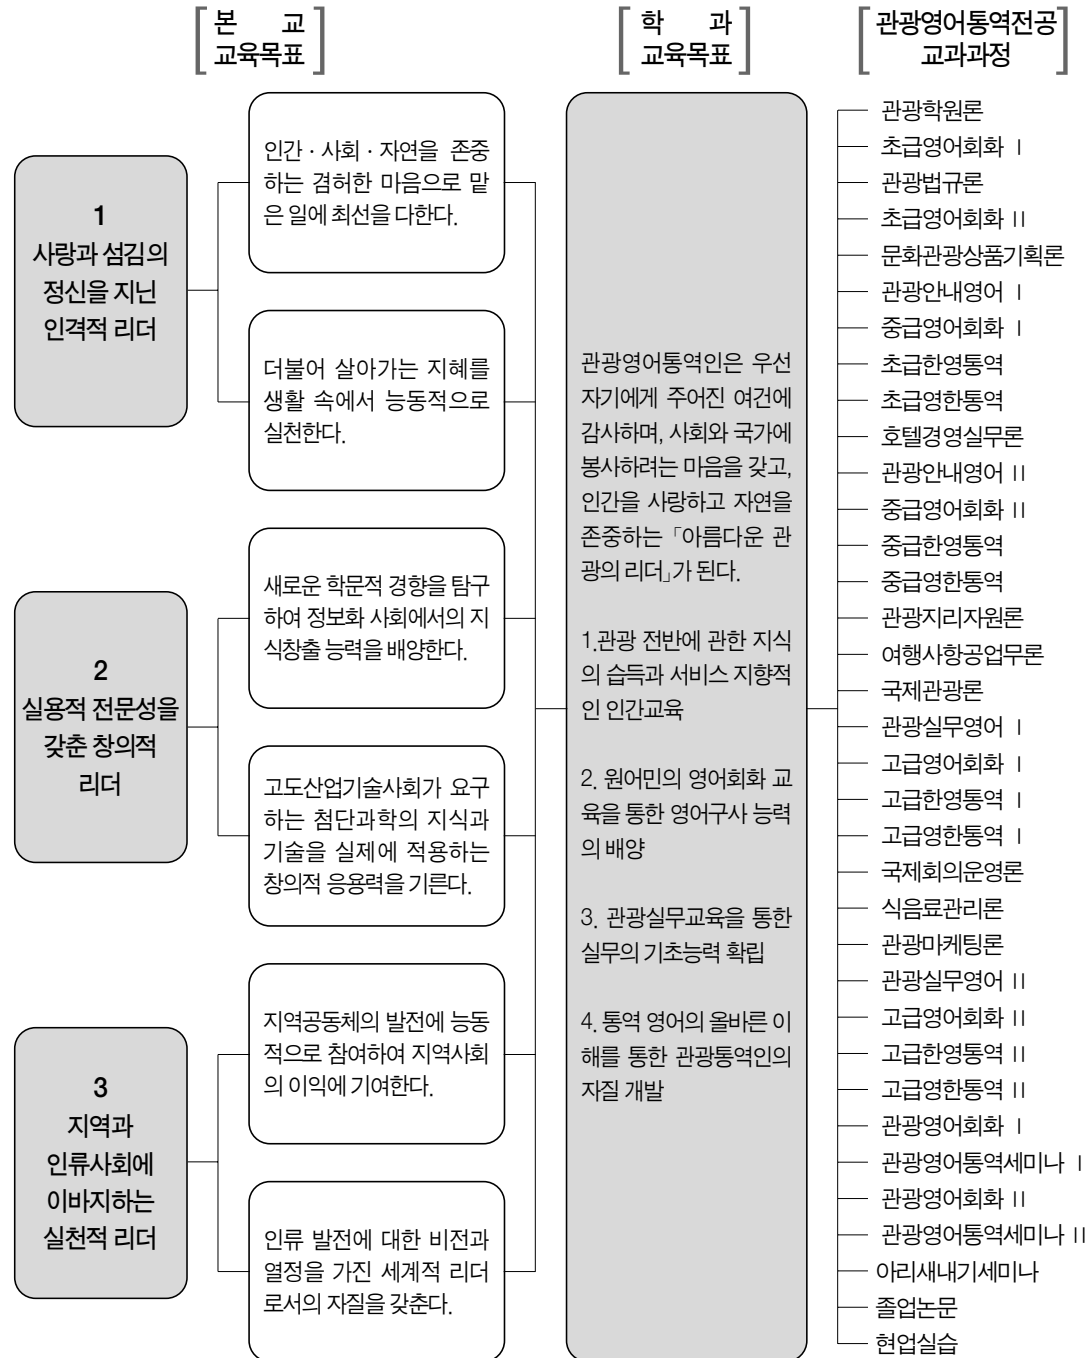 본 교
교육목표
학 과
교육목표
관광영어통역전공
교과과정
1
사랑과 섬김의
정신을 지닌
인격적 리더
인간 · 사회 · 자연을 존중
하는 겸허한 마음으로 맡
은 일에 최선을 다한다.
더불어 살아가는 지혜를
생활 속에서 능동적으로
실천한다.
2
실용적 전문성을
갖춘 창의적
리더
새로운 학문적 경향을 탐구
하여 정보화 사회에서의 지
식창출 능력을 배양한다.
고도산업기술사회가 요구
하는 첨단과학의 지식과
기술을 실제에 적용하는
창의적 응용력을 기른다.
3
지역과
인류사회에
이바지하는
실천적 리더
지역공동체의 발전에 능동
적으로 참여하여 지역사회
의 이익에 기여한다.
인류 발전에 대한 비전과
열정을 가진 세계적 리더
로서의 자질을 갖춘다.
관광영어통역인은 우선
자기에게 주어진 여건에
감사하며, 사회와 국가에
봉사하려는 마음을 갖고,
인간을 사랑하고 자연을
존중하는 「아름다운 관
광의 리더」가 된다.
1.관광 전반에 관한 지식
의 습득과 서비스 지향적
인 인간교육
2. 원어민의 영어회화 교
육을 통한 영어구사 능력
의 배양
3. 관광실무교육을 통한
실무의 기초능력 확립
4. 통역 영어의 올바른 이
해를 통한 관광통역인의
자질 개발
관광학원론
초급영어회화 Ⅰ
관광법규론
초급영어회화 Ⅱ
문화관광상품기획론
관광안내영어 Ⅰ
중급영어회화 Ⅰ
초급한영통역
초급영한통역
호텔경영실무론
관광안내영어 Ⅱ
중급영어회화 Ⅱ
중급한영통역
중급영한통역
관광지리자원론
여행사항공업무론
국제관광론
관광실무영어 Ⅰ
고급영어회화 Ⅰ
고급한영통역 Ⅰ
고급영한통역 Ⅰ
국제회의운영론
식음료관리론
관광마케팅론
관광실무영어 Ⅱ
고급영어회화 Ⅱ
고급한영통역 Ⅱ
고급영한통역 Ⅱ
관광영어회화 Ⅰ
관광영어통역세미나 Ⅰ
관광영어회화 Ⅱ
관광영어통역세미나 Ⅱ
아리새내기세미나
졸업논문
현업실습